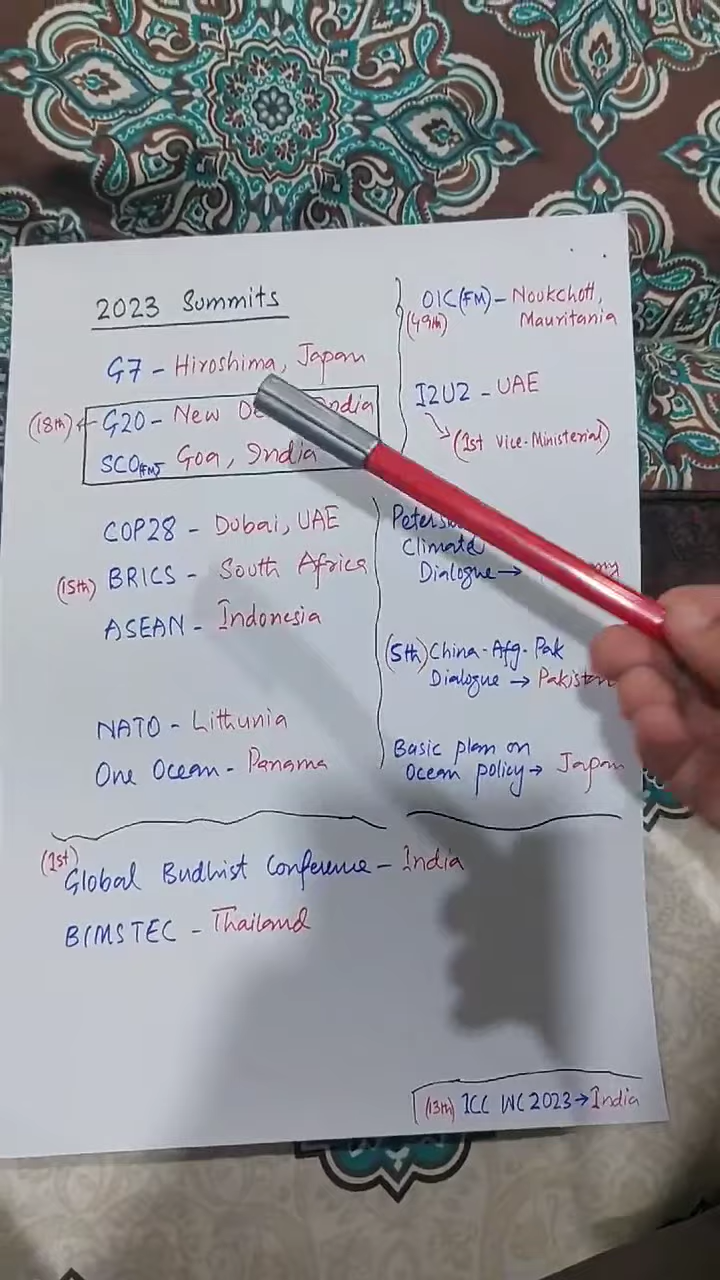 2023 Summits
G7 - Hiroshima, Japan
(18th) G20 - New India
SCO(FM) - Goa, India
COP28 - Dubai, UAE
(15th) BRICS - South Africa
ASEAN - Indonesia
NATO - Lithunia
One Ocean - Panama
OIC(FM) - Noukchott,
(49th) Mauritania
I2U2 - UAE
(1st Vice-Ministerial)
Climate
Dialogue →
(5th) China-Afg-Pak
Dialogue → Pakistan
Basic plan on
Ocean policy → Japan
(1st)
Global Budhist Conference - India
BIMSTEC - Thailand
(13th) ICC WC 2023 → India